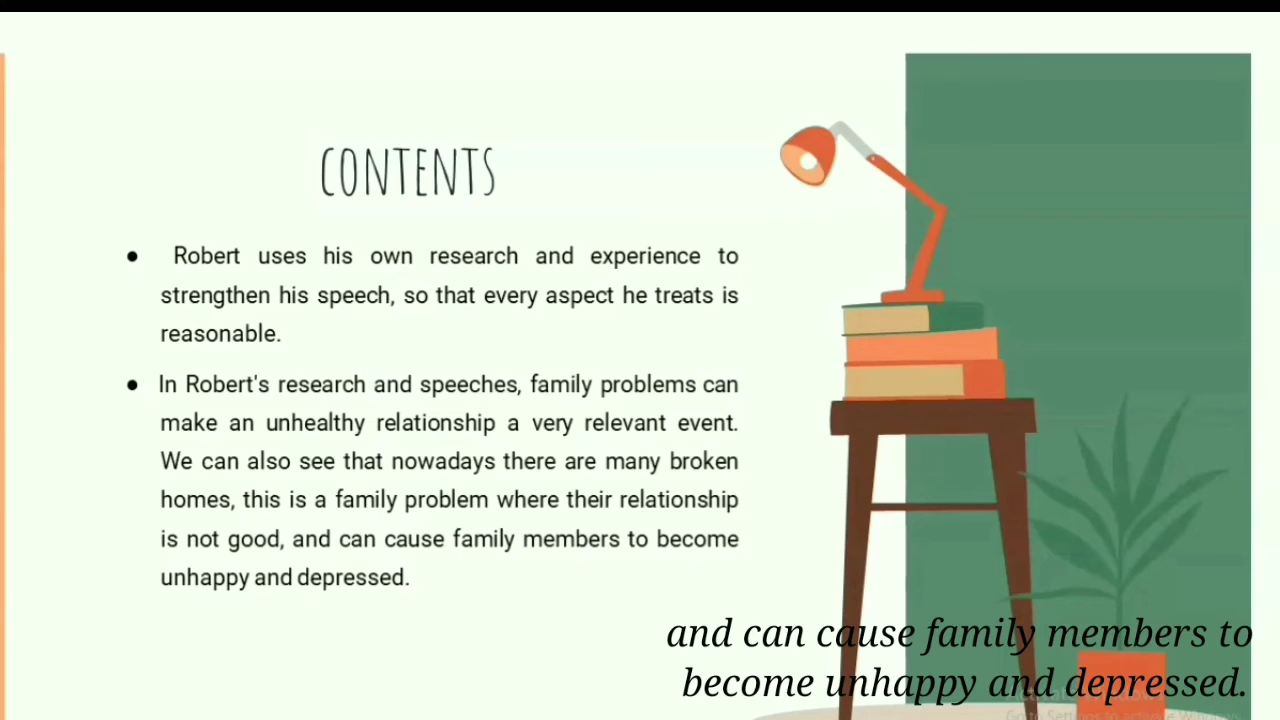 CONTENTS
● Robert uses his own research and experience to
strengthen his speech, so that every aspect he treats is
reasonable.
● In Robert's research and speeches, family problems can
make an unhealthy relationship a very relevant event.
We can also see that nowadays there are many broken
homes, this is a family problem where their relationship
is not good, and can cause family members to become
unhappy and depressed.
and can cause family members to
become unhappy and depressed.